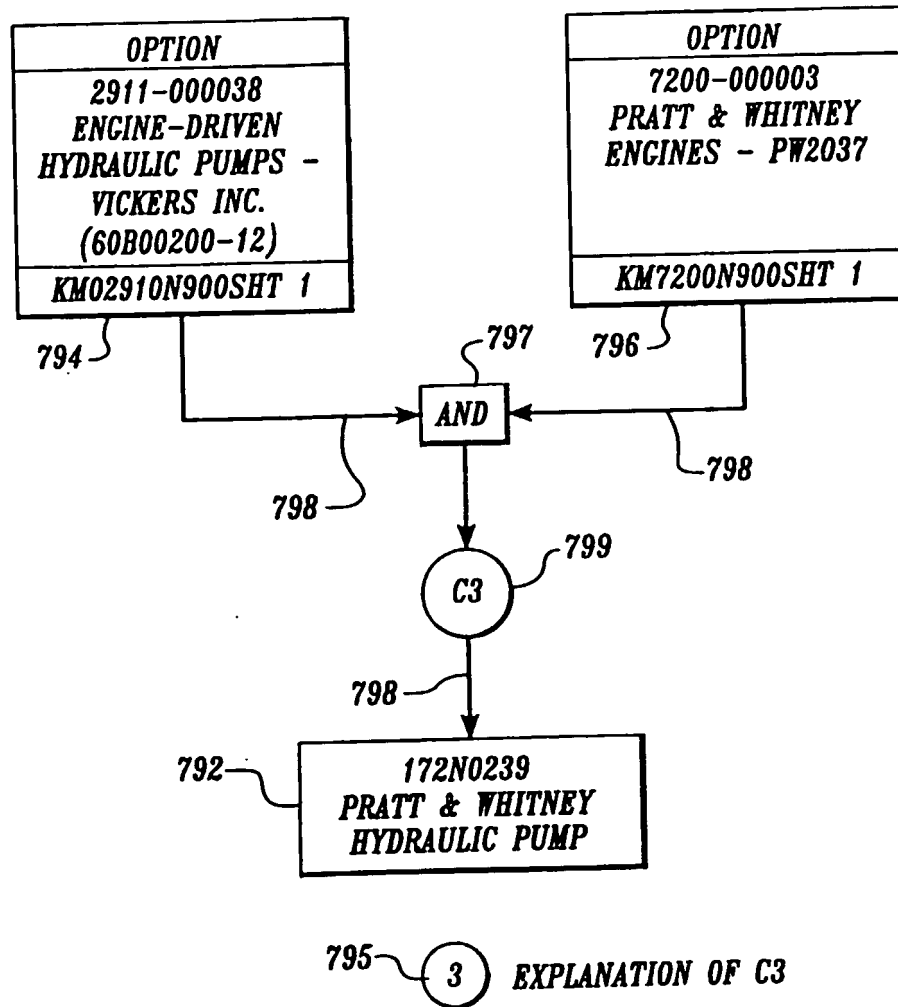 OPTION
2911-000038
ENGINE-DRIVEN
HYDRAULIC PUMPS -
VICKERS INC.
(60B00200-12)
KM02910N900SHT 1
794
OPTION
7200-000003
PRATT & WHITNEY
ENGINES - PW2037
KM7200N900SHT 1
796
797
AND
798
798
799
C3
798
792
172N0239
PRATT & WHITNEY
HYDRAULIC PUMP
795
3 EXPLANATION OF C3